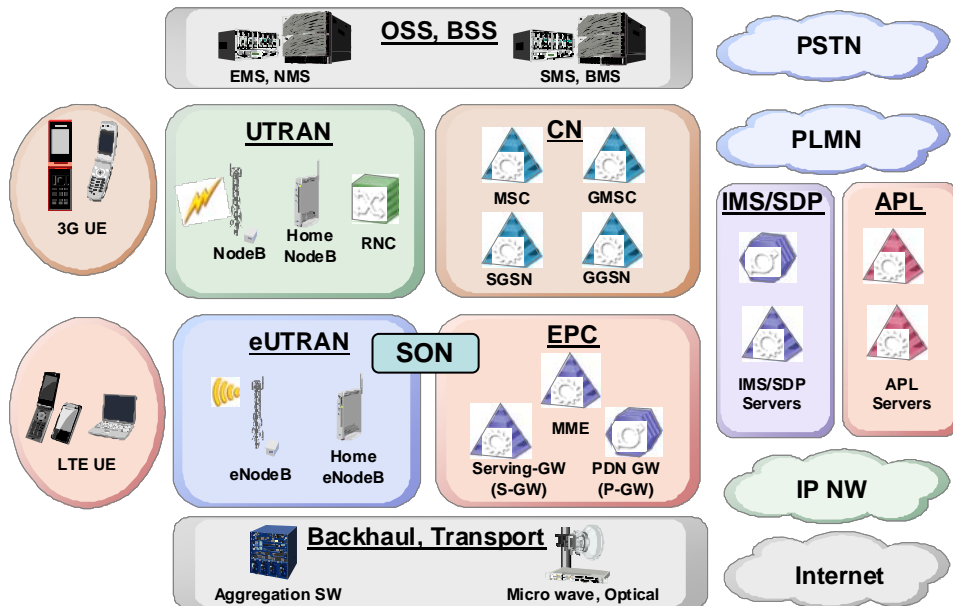 OSS, BSS
EMS, NMS
SMS, BMS
PSTN
UTRAN
CN
PLMN
3G UE
NodeB
Home
NodeB
RNC
MSC
GMSC
SGSN
GGSN
IMS/SDP
APL
IMS/SDP
Servers
APL
Servers
eUTRAN
SON
EPC
LTE UE
eNodeB
Home
eNodeB
MME
Serving-GW
(S-GW)
PDN GW
(P-GW)
IP NW
Backhaul, Transport
Aggregation SW
Micro wave, Optical
Internet